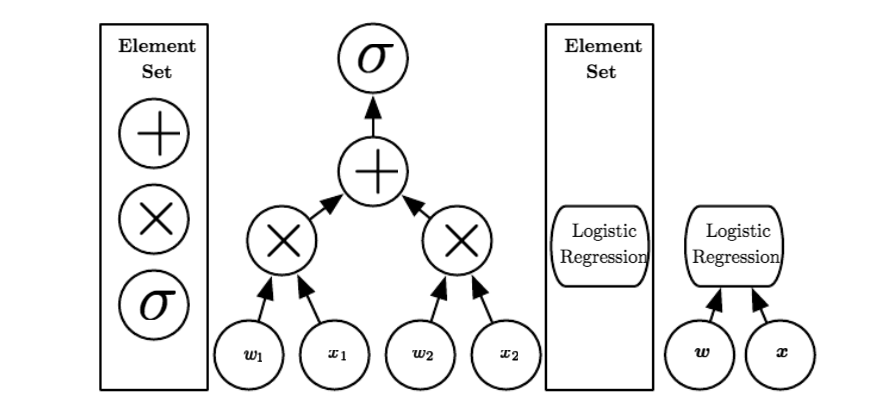 Element
Set
+
×
σ
σ
+
× ×
w₁ x₁ w₂ x₂
Element
Set
Logistic
Regression
Logistic
Regression
w x